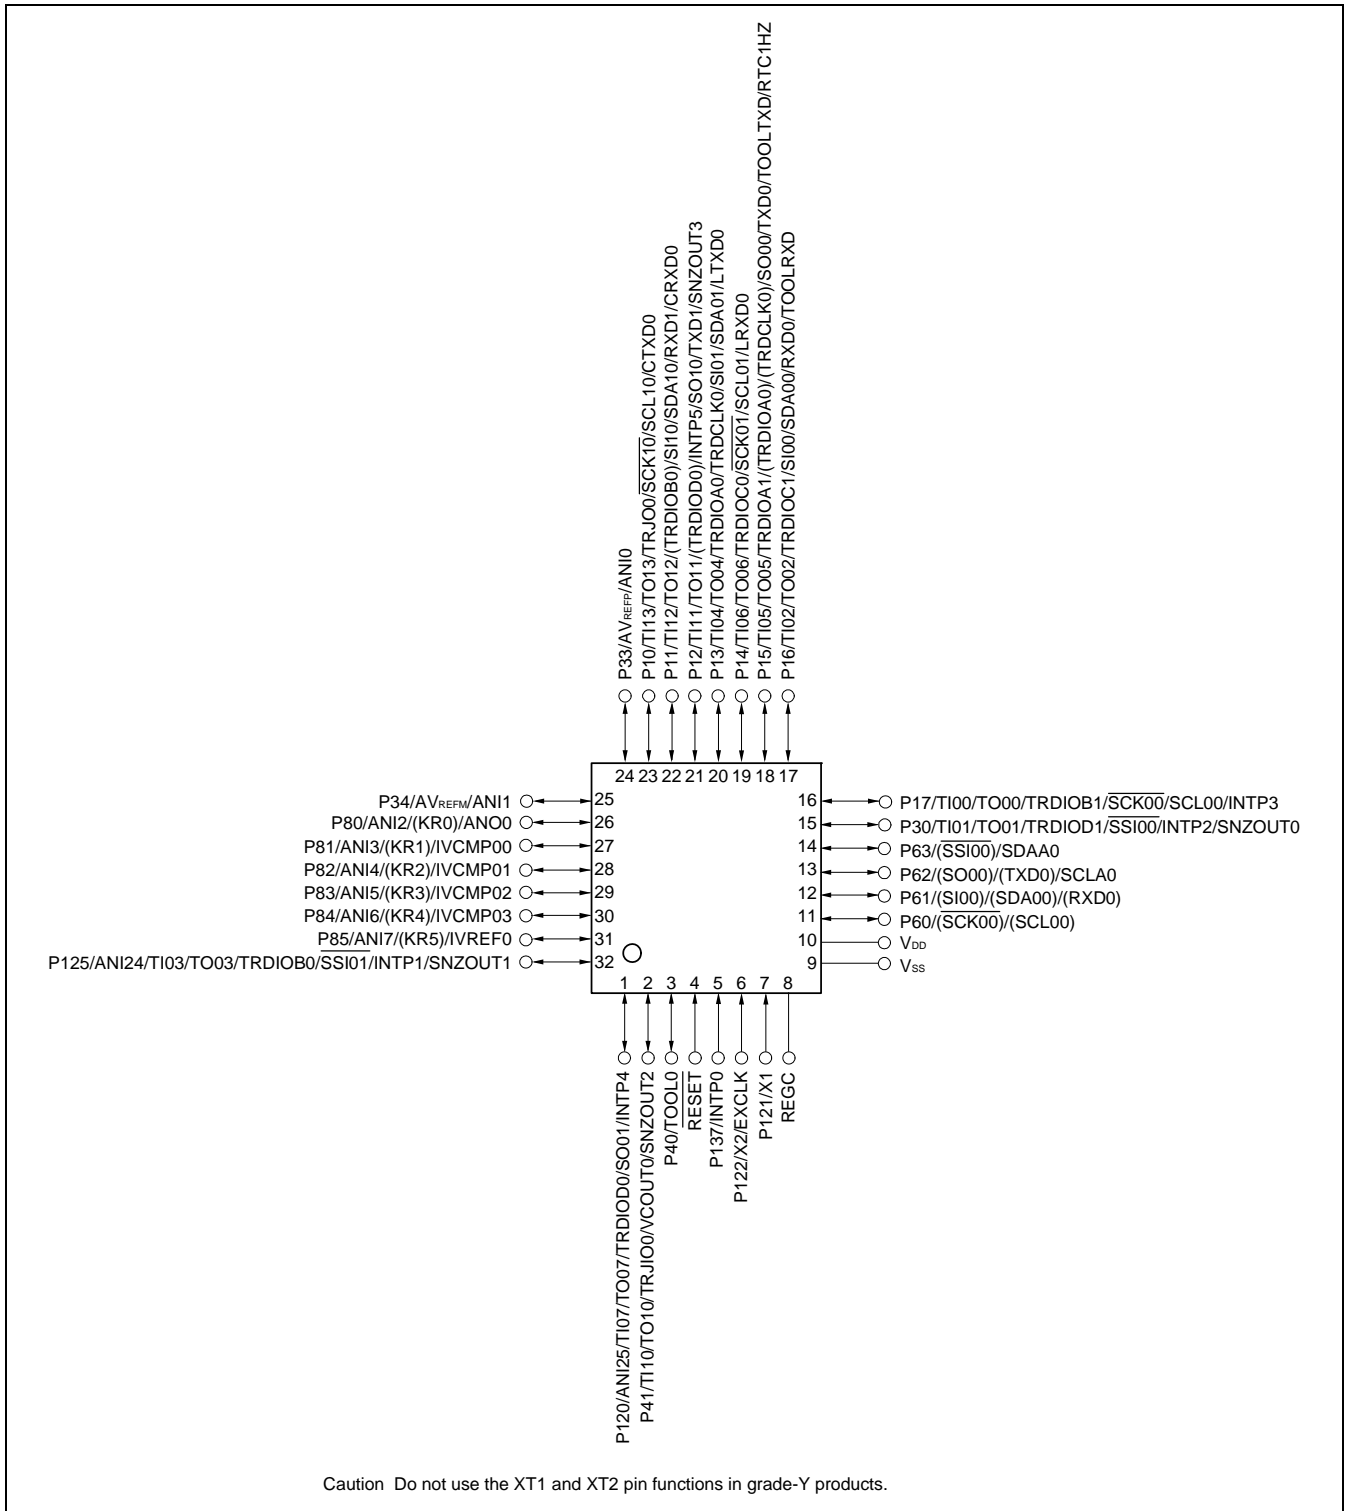 P33/AVREFP/ANI0
P10/TI13/TO13/TRJO0/SCK10/SCL10/CTXD0
P11/TI12/TO12/(TRDIOB0)/SI10/SDA10/RXD1/CRXD0
P12/TI11/TO11/(TRDIOD0)/INTP5/SO10/TXD1/SNZOUT3
P13/TI04/TO04/TRDIOA0/TRDCLK0/SI01/SDA01/LTXD0
P14/TI06/TO06/TRDIOC0/SCK01/SCL01/LRXD0
P15/TI05/TO05/TRDIOA1/(TRDIOA0)/(TRDCLK0)/SO00/TXD0/TOOLTXD/RTC1HZ
P16/TI02/TO02/TRDIOC1/SI00/SDA00/RXD0/TOOLRXD
24 23 22 21 20 19 18 17
P34/AVREFM/ANI1 25
P80/ANI2/(KR0)/ANO0 26
P81/ANI3/(KR1)/IVCMP00 27
P82/ANI4/(KR2)/IVCMP01 28
P83/ANI5/(KR3)/IVCMP02 29
P84/ANI6/(KR4)/IVCMP03 30
P85/ANI7/(KR5)/IVREF0 31
P125/ANI24/TI03/TO03/TRDIOB0/SSI01/INTP1/SNZOUT1 32
16 P17/TI00/TO00/TRDIOB1/SCK00/SCL00/INTP3
15 P30/TI01/TO01/TRDIOD1/SSI00/INTP2/SNZOUT0
14 P63/(SSI00)/SDAA0
13 P62/(SO00)/(TXD0)/SCLA0
12 P61/(SI00)/(SDA00)/(RXD0)
11 P60/(SCK00)/(SCL00)
10 VDD
9 VSS
1 2 3 4 5 6 7 8
P120/ANI25/TI07/TO07/TRDIOD0/SO01/INTP4
P41/TI10/TO10/TRJIO0/VCOUT0/SNZOUT2
P40/TOOL0
RESET
P137/INTP0
P122/X2/EXCLK
P121/X1
REGC
Caution Do not use the XT1 and XT2 pin functions in grade-Y products.